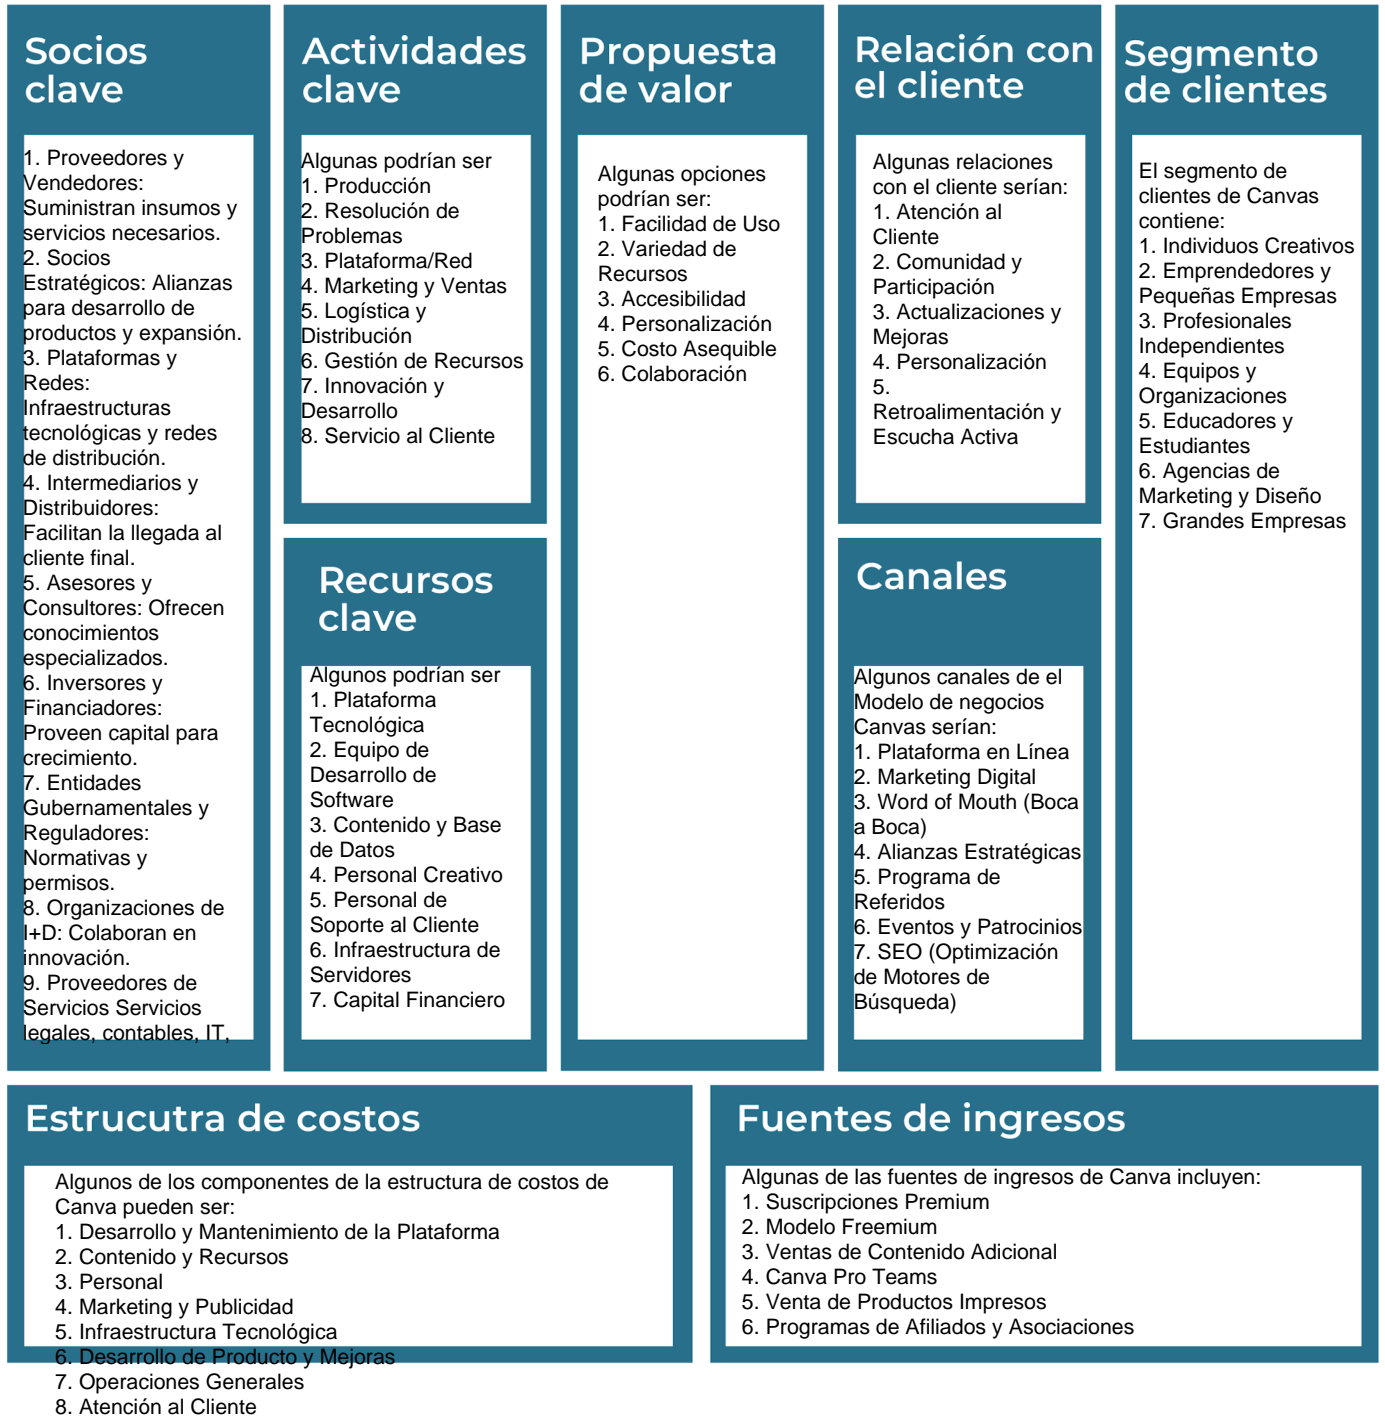 Socios
clave
1. Proveedores y
Vendedores:
Suministran insumos y
servicios necesarios.
2. Socios
Estratégicos: Alianzas
para desarrollo de
productos y expansión.
3. Plataformas y
Redes:
Infraestructuras
tecnológicas y redes
de distribución.
4. Intermediarios y
Distribuidores:
Facilitan la llegada al
cliente final.
5. Asesores y
Consultores: Ofrecen
conocimientos
especializados.
6. Inversores y
Financiadores:
Proveen capital para
crecimiento.
7. Entidades
Gubernamentales y
Reguladores:
Normativas y
permisos.
8. Organizaciones de
I+D: Colaboran en
innovación.
9. Proveedores de
Servicios Servicios
legales, contables, IT,
Actividades
clave
Algunas podrían ser
1. Producción
2. Resolución de
Problemas
3. Plataforma/Red
4. Marketing y Ventas
5. Logística y
Distribución
6. Gestión de Recursos
7. Innovación y
Desarrollo
8. Servicio al Cliente
Recursos
clave
Algunos podrían ser
1. Plataforma
Tecnológica
2. Equipo de
Desarrollo de
Software
3. Contenido y Base
de Datos
4. Personal Creativo
5. Personal de
Soporte al Cliente
6. Infraestructura de
Servidores
7. Capital Financiero
Propuesta
de valor
Algunas opciones
podrían ser:
1. Facilidad de Uso
2. Variedad de
Recursos
3. Accesibilidad
4. Personalización
5. Costo Asequible
6. Colaboración
Relación con
el cliente
Algunas relaciones
con el cliente serían:
1. Atención al
Cliente
2. Comunidad y
Participación
3. Actualizaciones y
Mejoras
4. Personalización
5.
Retroalimentación y
Escucha Activa
Canales
Algunos canales de el
Modelo de negocios
Canvas serían:
1. Plataforma en Línea
2. Marketing Digital
3. Word of Mouth (Boca
a Boca)
4. Alianzas Estratégicas
5. Programa de
Referidos
6. Eventos y Patrocinios
7. SEO (Optimización
de Motores de
Búsqueda)
Segmento
de clientes
El segmento de
clientes de Canvas
contiene:
1. Individuos Creativos
2. Emprendedores y
Pequeñas Empresas
3. Profesionales
Independientes
4. Equipos y
Organizaciones
5. Educadores y
Estudiantes
6. Agencias de
Marketing y Diseño
7. Grandes Empresas
Estrucutra de costos
Algunos de los componentes de la estructura de costos de
Canva pueden ser:
1. Desarrollo y Mantenimiento de la Plataforma
2. Contenido y Recursos
3. Personal
4. Marketing y Publicidad
5. Infraestructura Tecnológica
6. Desarrollo de Producto y Mejoras
7. Operaciones Generales
8. Atención al Cliente
Fuentes de ingresos
Algunas de las fuentes de ingresos de Canva incluyen:
1. Suscripciones Premium
2. Modelo Freemium
3. Ventas de Contenido Adicional
4. Canva Pro Teams
5. Venta de Productos Impresos
6. Programas de Afiliados y Asociaciones